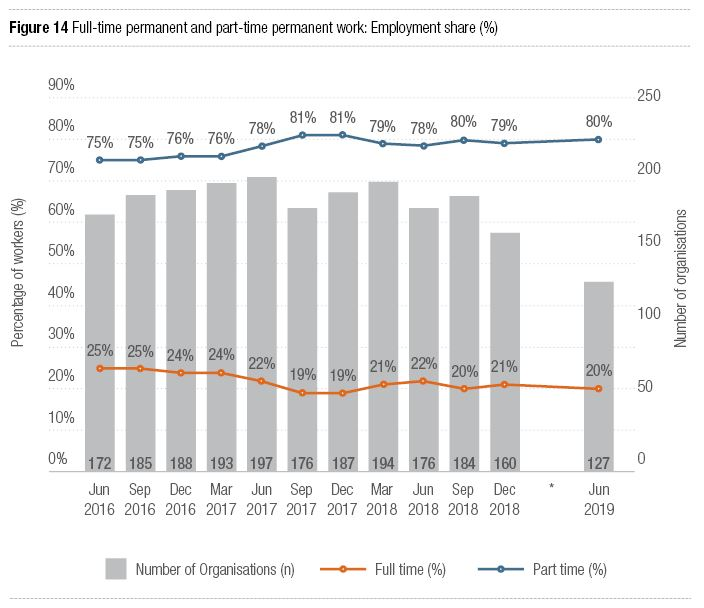 Figure 14 Full-time permanent and part-time permanent work: Employment share (%)
90%
80%
70%
60%
50%
40%
30%
20%
10%
0%
Percentage of workers (%)
250
200
150
100
50
0
Number of organisations
75% 75% 76% 76% 78% 81% 81% 79% 78% 80% 79% 80%
25% 25% 24% 24% 22% 19% 19% 21% 22% 20% 21% 20%
172 185 188 193 197 176 187 194 176 184 160 127
Jun Sep Dec Mar Jun Sep Dec Mar Jun Sep Dec * Jun
2016 2016 2016 2017 2017 2017 2017 2018 2018 2018 2018 2019
Number of Organisations (n) Full time (%) Part time (%)